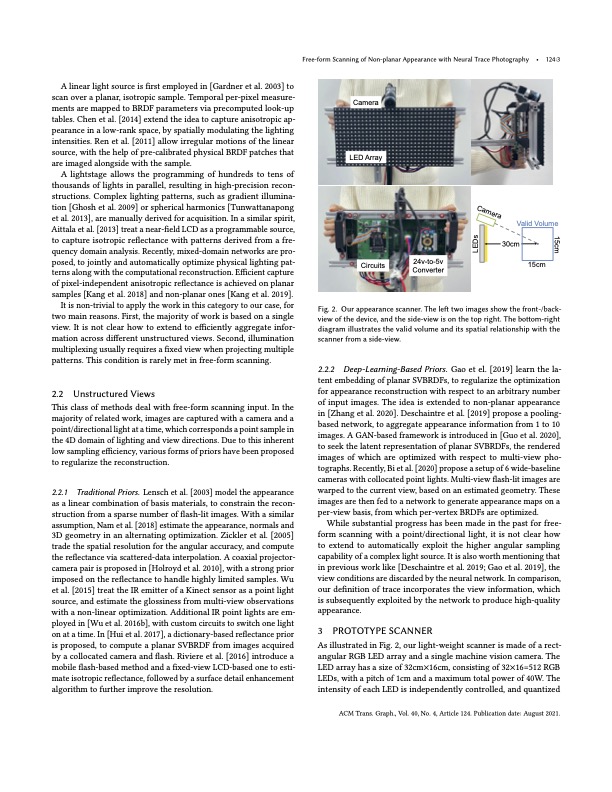 Free-form Scanning of Non-planar Appearance with Neural Trace Photography • 124:3
A linear light source is first employed in [Gardner et al. 2003] to
scan over a planar, isotropic sample. Temporal per-pixel measure-
ments are mapped to BRDF parameters via precomputed look-up
tables. Chen et al. [2014] extend the idea to capture anisotropic ap-
pearance in a low-rank space, by spatially modulating the lighting
intensities. Ren et al. [2011] allow irregular motions of the linear
source, with the help of pre-calibrated physical BRDF patches that
are imaged alongside with the sample.
A lightstage allows the programming of hundreds to tens of
thousands of lights in parallel, resulting in high-precision recon-
structions. Complex lighting patterns, such as gradient illumina-
tion [Ghosh et al. 2009] or spherical harmonics [Tunwattanapong
et al. 2013], are manually derived for acquisition. In a similar spirit,
Aittala et al. [2013] treat a near-field LCD as a programmable source,
to capture isotropic reflectance with patterns derived from a fre-
quency domain analysis. Recently, mixed-domain networks are pro-
posed, to jointly and automatically optimize physical lighting pat-
terns along with the computational reconstruction. Efficient capture
of pixel-independent anisotropic reflectance is achieved on planar
samples [Kang et al. 2018] and non-planar ones [Kang et al. 2019].
It is non-trivial to apply the work in this category to our case, for
two main reasons. First, the majority of work is based on a single
view. It is not clear how to extend to efficiently aggregate infor-
mation across different unstructured views. Second, illumination
multiplexing usually requires a fixed view when projecting multiple
patterns. This condition is rarely met in free-form scanning.
2.2 Unstructured Views
This class of methods deal with free-form scanning input. In the
majority of related work, images are captured with a camera and a
point/directional light at a time, which corresponds to a point sample in
the 4D domain of lighting and view directions. Due to this inherent
low sampling efficiency, various forms of priors have been proposed
to regularize the reconstruction.
2.2.1 Traditional Priors. Lensch et al. [2003] model the appearance
as a linear combination of basis materials, to constrain the recon-
struction from a sparse number of flash-lit images. With a similar
assumption, Nam et al. [2018] estimate the appearance, normals and
3D geometry in an alternating optimization. Zickler et al. [2005]
trade the spatial resolution for the angular accuracy, and compute
the reflectance via scattered-data interpolation. A coaxial projector-
camera pair is proposed in [Holroyd et al. 2010], with a strong prior
imposed on the reflectance to handle highly limited samples. Wu
et al. [2015] treat the IR emitter of a Kinect sensor as a point light
source, and estimate the glossiness from multi-view observations
with a non-linear optimization. Additional IR point lights are em-
ployed in [Wu et al. 2016b], with custom circuits to switch one light
on at a time. In [Hui et al. 2017], a dictionary-based reflectance prior
is proposed, to compute a planar SVBRDF from images acquired
by a collocated camera and flash. Riviere et al. [2016] introduce a
mobile flash-based method and a fixed-view LCD-based one to esti-
mate isotropic reflectance, followed by a surface detail enhancement
algorithm to further improve the resolution.
Camera
LED Array
Circuits
24v-to-5v
Converter
Camera
LEDs
30cm
Valid Volume
15cm
15cm
Fig. 2. Our appearance scanner. The left two images show the front-/back-
view of the device, and the side-view is on the top right. The bottom-right
diagram illustrates the valid volume and its spatial relationship with the
scanner from a side-view.
2.2.2 Deep-Learning-Based Priors. Gao et al. [2019] learn the la-
tent embedding of planar SVBRDFs, to regularize the optimization
for appearance reconstruction with respect to an arbitrary number
of input images. The idea is extended to non-planar appearance
in [Zhang et al. 2020]. Deschaintre et al. [2019] propose a pooling-
based network, to aggregate appearance information from 1 to 10
images. A GAN-based framework is introduced in [Guo et al. 2020],
to seek the latent representation of planar SVBRDFs, the rendered
images of which are optimized with respect to multi-view pho-
tographs. Recently, Bi et al. [2020] propose a setup of 6 wide-baseline
cameras with collocated point lights. Multi-view flash-lit images are
warped to the current view, based on an estimated geometry. These
images are then fed to a network to generate appearance maps on a
per-view basis, from which per-vertex BRDFs are optimized.
While substantial progress has been made in the past for free-
form scanning with a point/directional light, it is not clear how
to extend to automatically exploit the higher angular sampling
capability of a complex light source. It is also worth mentioning that
in previous work like [Deschaintre et al. 2019; Gao et al. 2019], the
view conditions are discarded by the neural network. In comparison,
our definition of trace incorporates the view information, which
is subsequently exploited by the network to produce high-quality
appearance.
3 PROTOTYPE SCANNER
As illustrated in Fig. 2, our light-weight scanner is made of a rect-
angular RGB LED array and a single machine vision camera. The
LED array has a size of 32cm×16cm, consisting of 32×16=512 RGB
LEDs, with a pitch of 1cm and a maximum total power of 40W. The
intensity of each LED is independently controlled, and quantized
ACM Trans. Graph., Vol. 40, No. 4, Article 124. Publication date: August 2021.